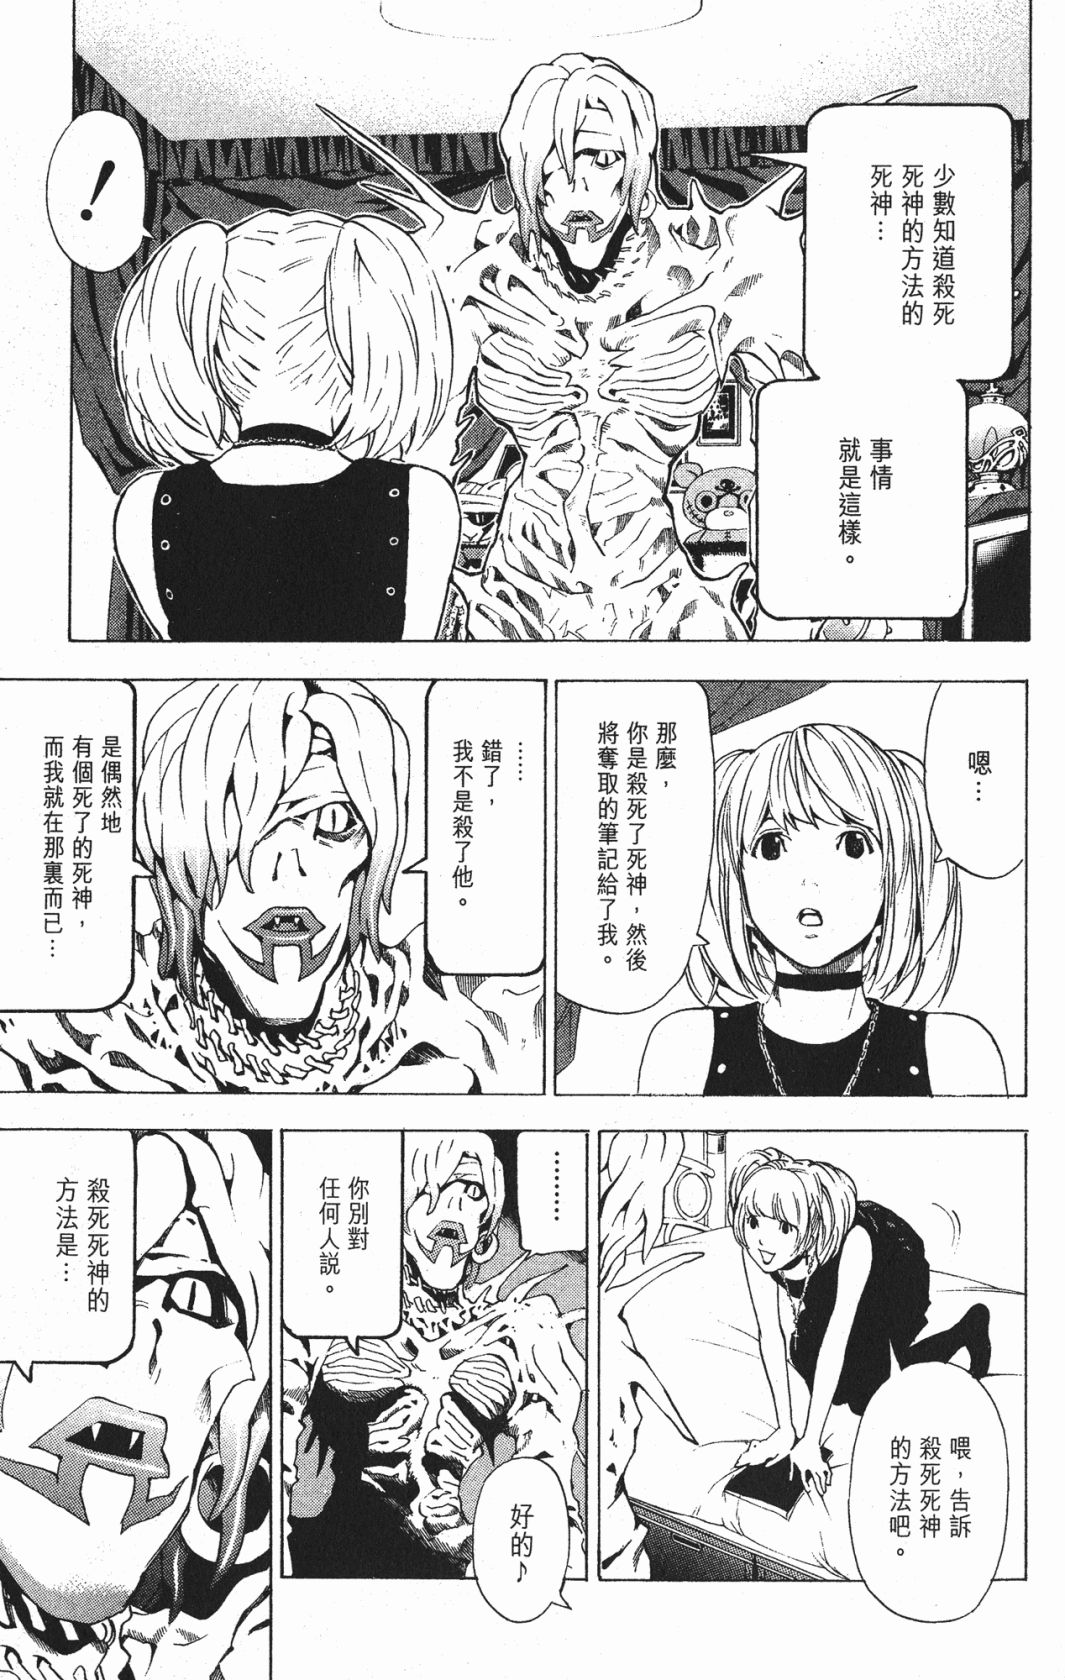 少數知道殺死
死神的方法的
死神…
事情
就是這樣。
！
嗯…
那麼，
你是殺死了死神，然後
將奪取的筆記給了我。
……
錯了，
我不是殺了他。
是偶然地
有個死了的死神，
而我就在那裏而已…
喂，告訴
殺死死神
的方法吧。
………
你別對
任何人説。
好的♪
殺死死神的
方法是…